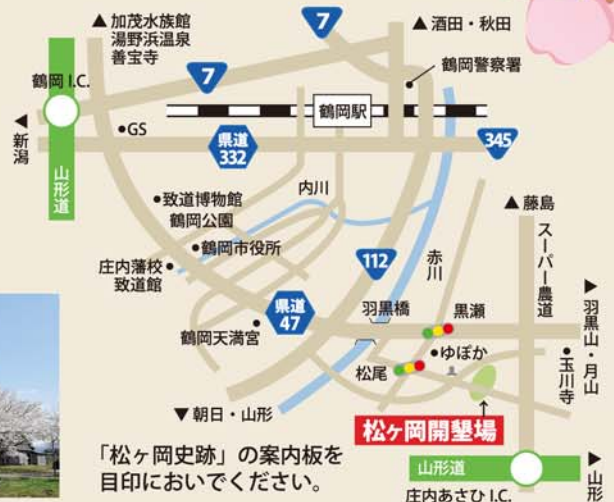 ▲加茂水族館
湯野浜温泉
善宝寺
7
▲酒田・秋田
鶴岡警察署
7
鶴岡 I.C.
鶴岡駅
◀新潟
GS
県道
332
345
山形道
致道博物館
鶴岡公園
内川
▲藤島
鶴岡市役所
庄内藩校
致道館
112
赤川
スーパー農道
県道
47
羽黒橋
黒瀬
▶羽黒山・月山
鶴岡天満宮
ゆぽか
松尾
玉川寺
▼朝日・山形
松ヶ岡開墾場
「松ヶ岡史跡」の案内板を
目印においでください。
山形道
庄内あさひ I.C.
▶山形